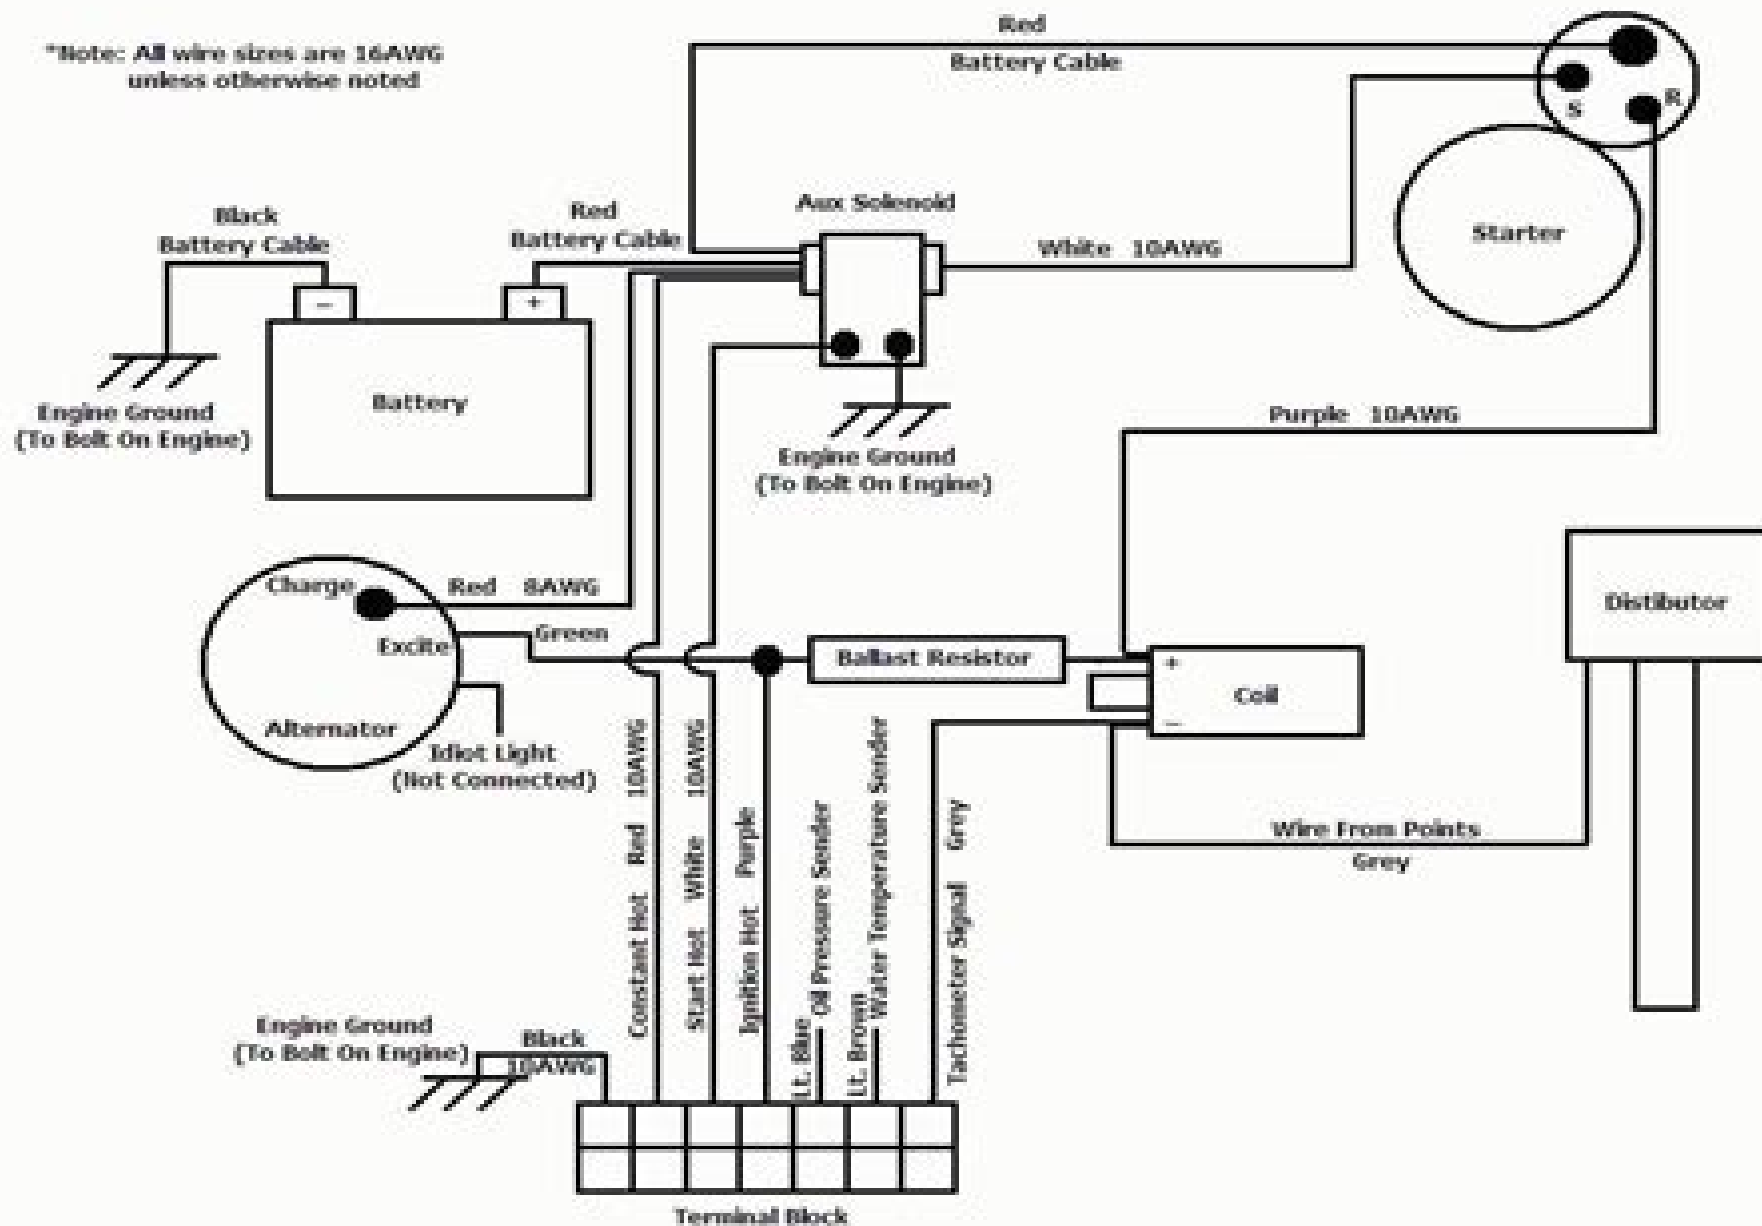 *Note: All wire sizes are 16AWG
unless otherwise noted
Red
Battery Cable
S
R
Starter
Black
Battery Cable
Red
Battery Cable
Aux Solenoid
White 10AWG
−
+
Battery
Engine Ground
(To Bolt On Engine)
Engine Ground
(To Bolt On Engine)
Purple 10AWG
Charge
Red 8AWG
Excite
Green
Alternator
Idiot Light
(Not Connected)
Ballast Resistor
+
Coil
−
Distibutor
Wire From Points
Grey
Constant Hot Red 10AWG
Start Hot White 10AWG
Ignition Hot Purple
Lt. Blue Oil Pressure Sender
Lt. Brown Water Temperature Sender
Tachometer Signal Grey
Engine Ground
(To Bolt On Engine)
Black
10AWG
Terminal Block